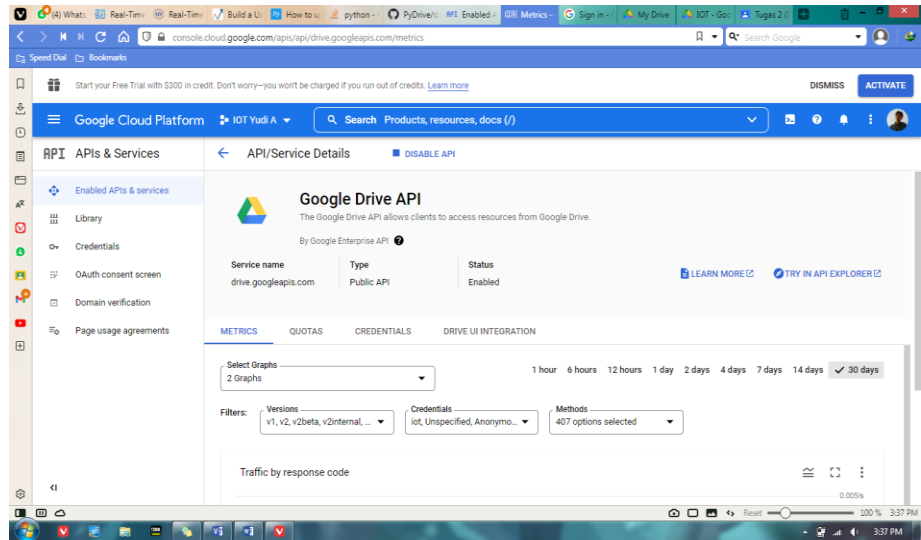 (4) Whats
Real-Time
Real-Time
Build a U
How to u
python -
PyDrive/c
API Enabled A
Metrics –
Sign in -
My Drive
IOT - Goo
Tugas 2
console.cloud.google.com/apis/api/drive.googleapis.com/metrics
Search Google
Speed Dial
Bookmarks
Start your Free Trial with $300 in credit. Don't worry—you won't be charged if you run out of credits. Learn more
DISMISS
ACTIVATE
Google Cloud Platform
IOT Yudi A
Search Products, resources, docs (/)
API APIs & Services
API/Service Details
DISABLE API
Enabled APIs & services
Library
Credentials
OAuth consent screen
Domain verification
Page usage agreements
Google Drive API
The Google Drive API allows clients to access resources from Google Drive.
By Google Enterprise API
Service name
Type
Status
drive.googleapis.com
Public API
Enabled
LEARN MORE
TRY IN API EXPLORER
METRICS
QUOTAS
CREDENTIALS
DRIVE UI INTEGRATION
Select Graphs
2 Graphs
1 hour 6 hours 12 hours 1 day 2 days 4 days 7 days 14 days 30 days
Filters:
Versions
v1, v2, v2beta, v2internal, ...
Credentials
iot, Unspecified, Anonymo...
Methods
407 options selected
Traffic by response code
0.005/s
Reset
100 %
3:37 PM
3:37 PM